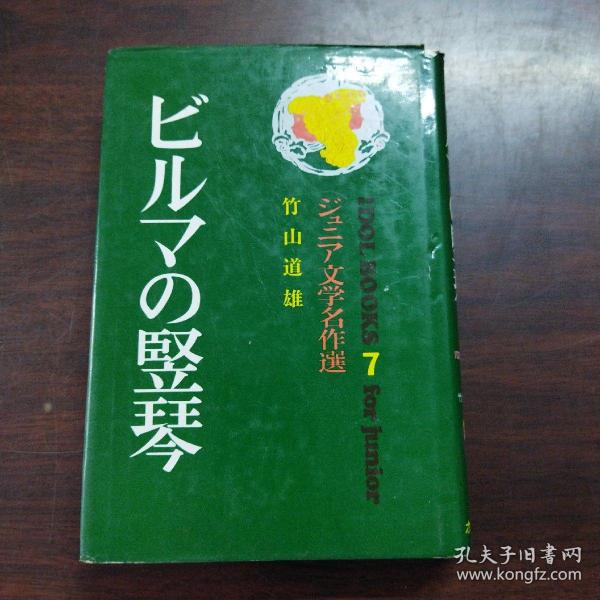 ビルマの竪琴
竹山道雄
ジュニア文学名作選
IDOL BOOKS 7 for Junior
孔夫子旧书网
www.kongfz.com